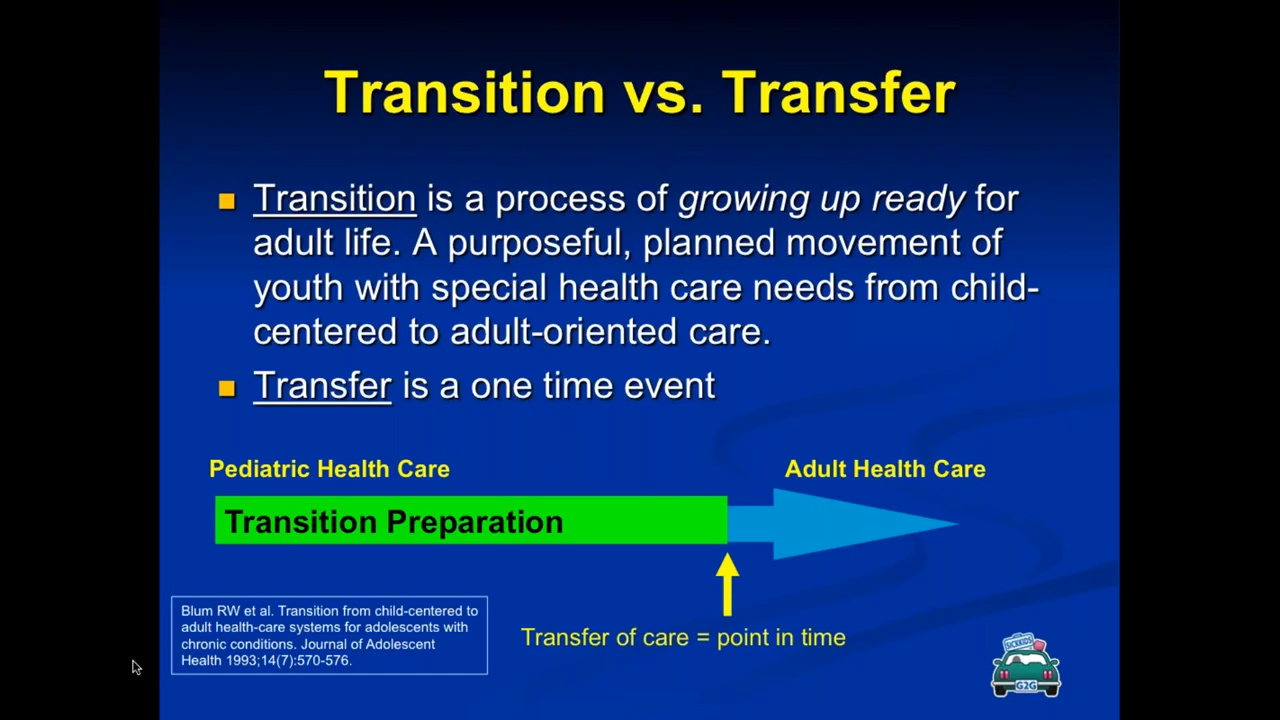 Transition vs. Transfer
Transition is a process of growing up ready for
adult life. A purposeful, planned movement of
youth with special health care needs from child-
centered to adult-oriented care.
Transfer is a one time event
Pediatric Health Care
Adult Health Care
Transition Preparation
Transfer of care = point in time
Blum RW et al. Transition from child-centered to
adult health-care systems for adolescents with
chronic conditions. Journal of Adolescent
Health 1993;14(7):570-576.
G2G